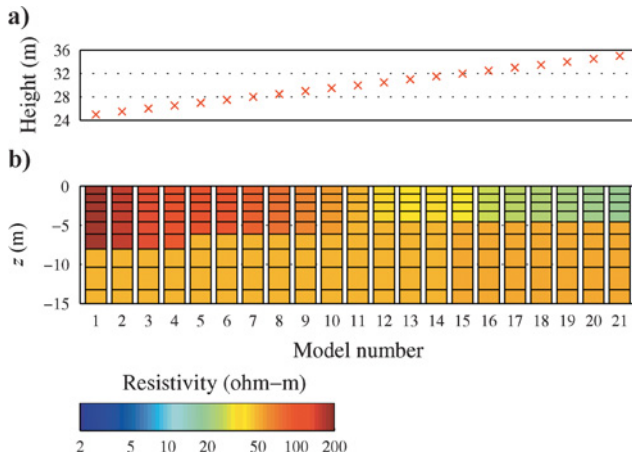 a)
Height (m)
36
32
28
24
b)
z (m)
0
−5
−10
−15
1 2 3 4 5 6 7 8 9 10 11 12 13 14 15 16 17 18 19 20 21
Model number
Resistivity (ohm−m)
2 5 10 20 50 100 200